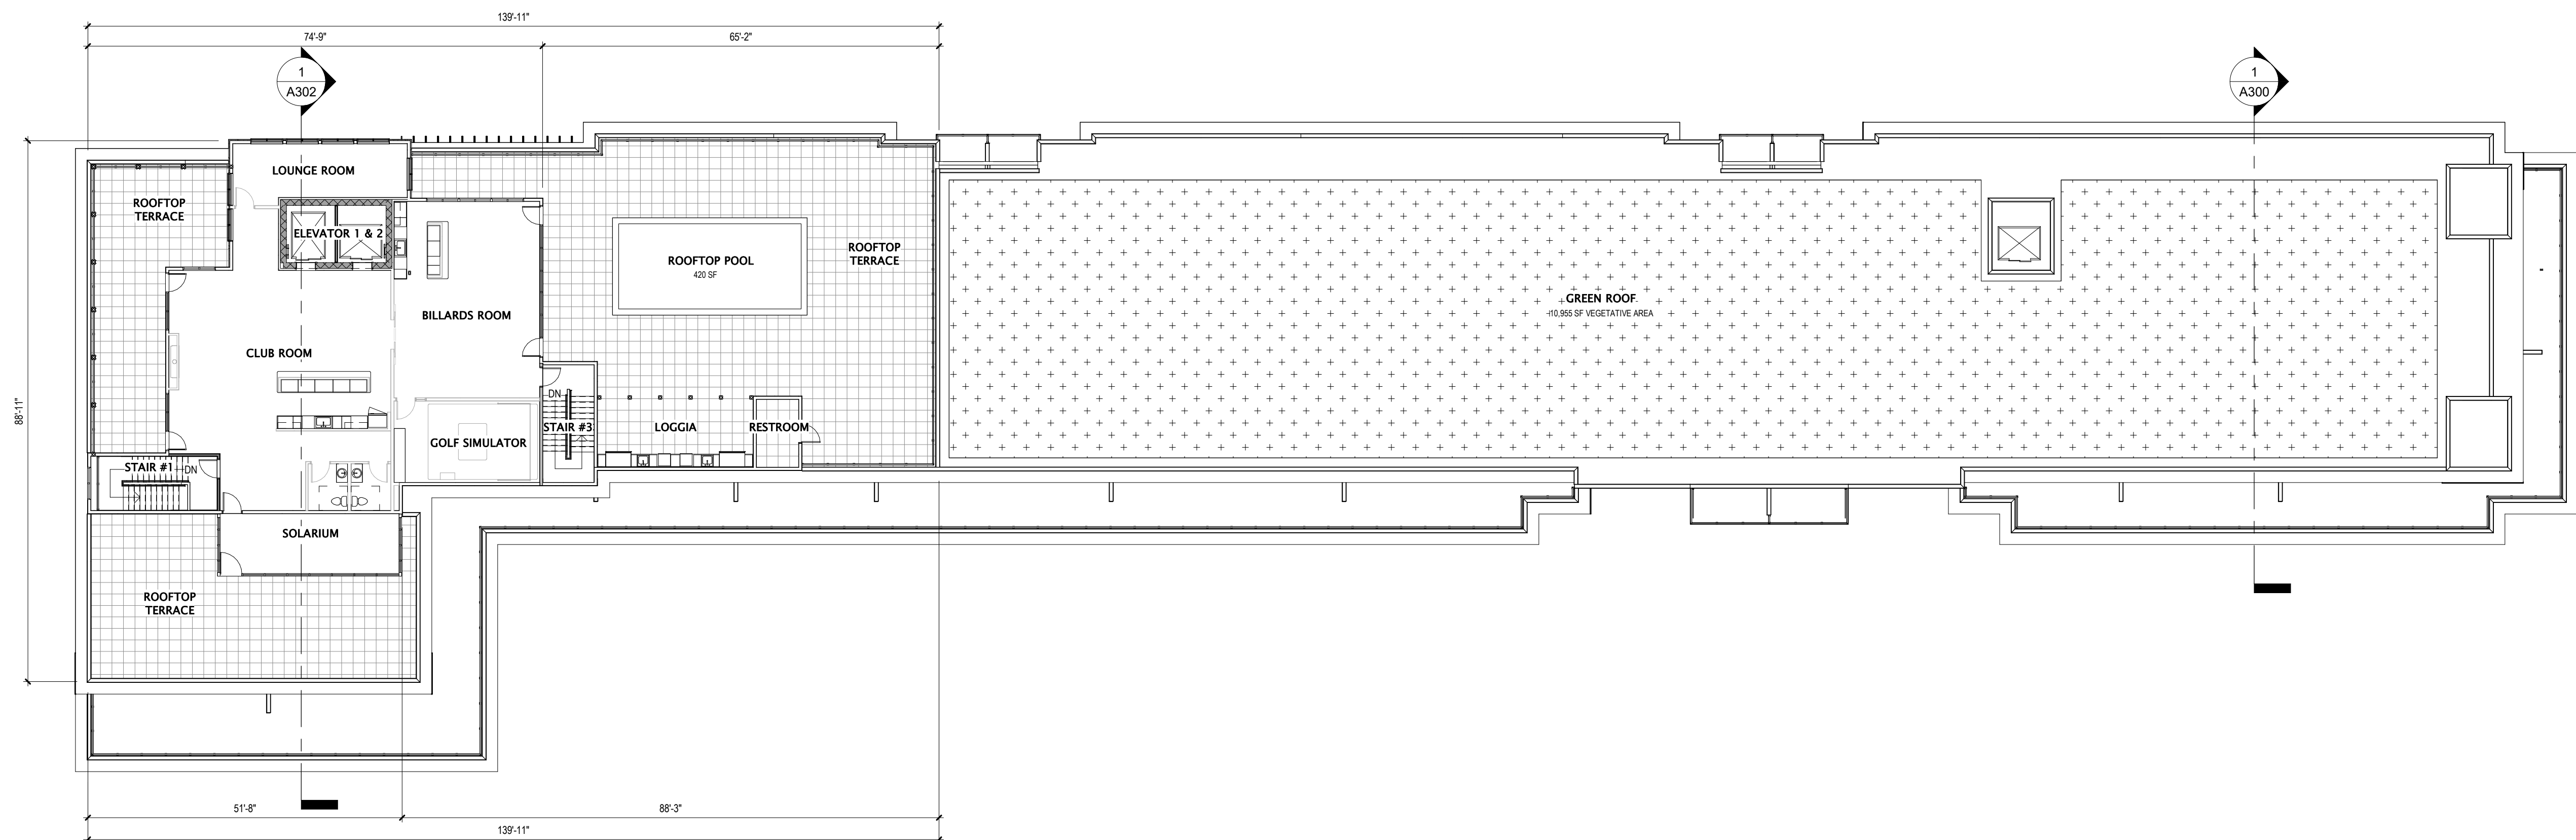 139'-11"
74'-9"
65'-2"
1
A302
1
A300
LOUNGE ROOM
ROOFTOP
TERRACE
ELEVATOR 1 & 2
ROOFTOP
TERRACE
ROOFTOP POOL
420 SF
GREEN ROOF
10,955 SF VEGETATIVE AREA
BILLARDS ROOM
CLUB ROOM
88'-11"
DN
STAIR #3
LOGGIA
RESTROOM
GOLF SIMULATOR
STAIR #1
DN
SOLARIUM
ROOFTOP
TERRACE
51'-8"
88'-3"
139'-11"